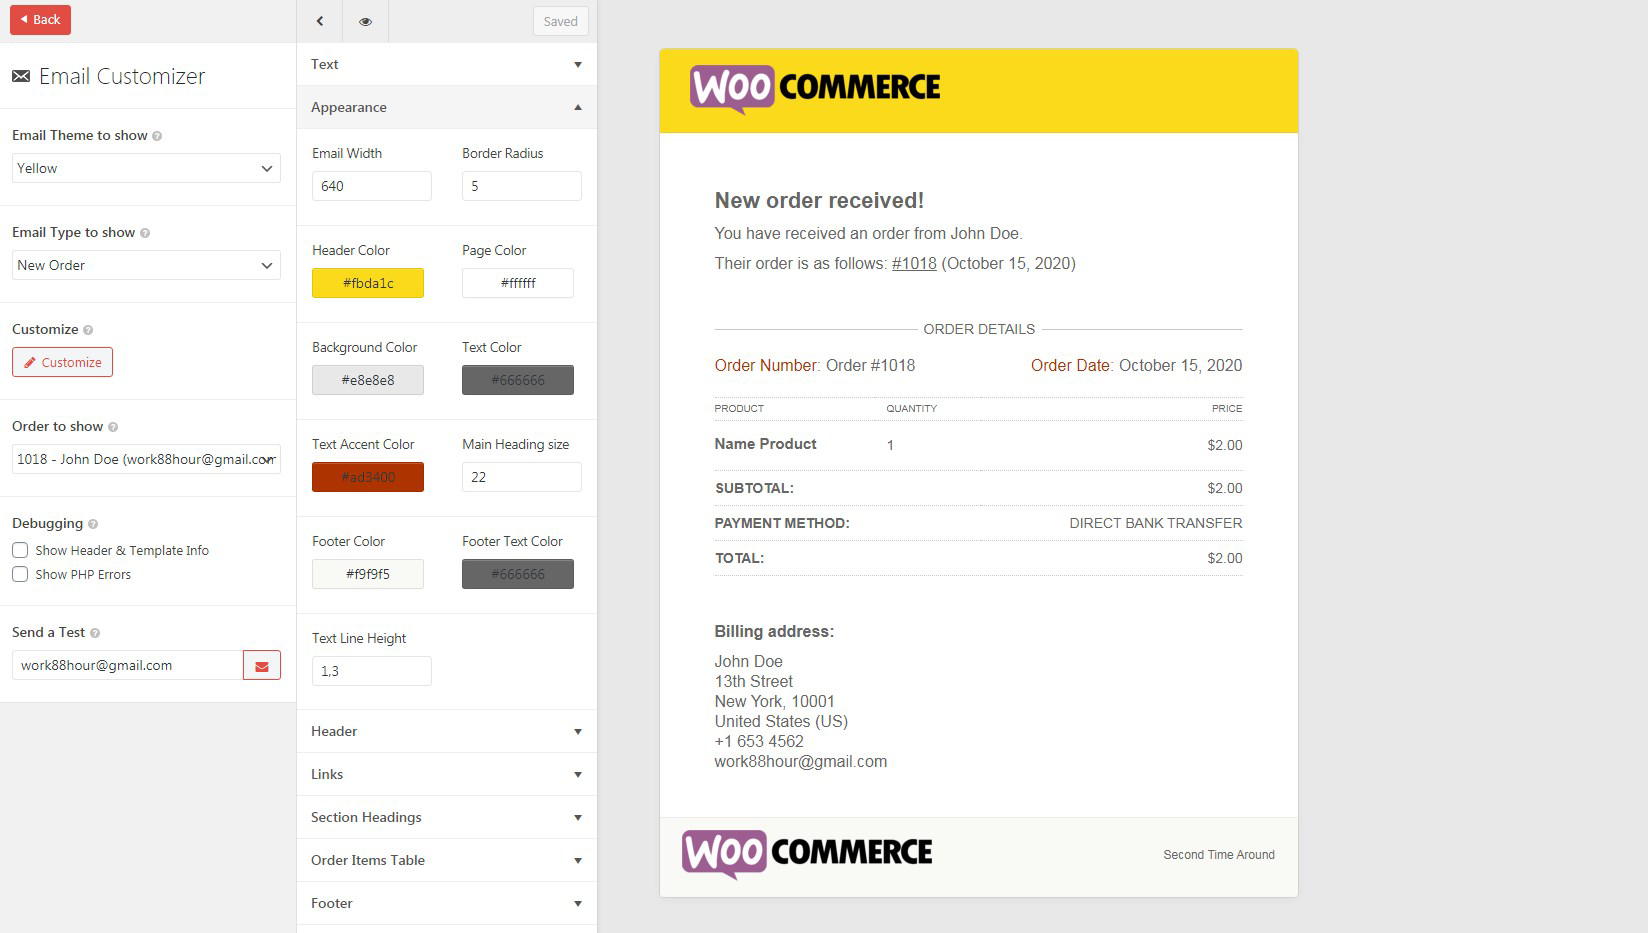 Back
Saved
Email Customizer
Email Theme to show
Yellow
Email Type to show
New Order
Customize
Customize
Order to show
1018 - John Doe (work88hour@gmail.com
Debugging
Show Header & Template Info
Show PHP Errors
Send a Test
work88hour@gmail.com
Text
Appearance
Email Width Border Radius
640 5
Header Color Page Color
#fbda1c #ffffff
Background Color Text Color
#e8e8e8 #666666
Text Accent Color Main Heading size
#ad3400 22
Footer Color Footer Text Color
#f9f9f5 #666666
Text Line Height
1,3
Header
Links
Section Headings
Order Items Table
Footer
WOO COMMERCE
New order received!
You have received an order from John Doe.
Their order is as follows: #1018 (October 15, 2020)
ORDER DETAILS
Order Number: Order #1018 Order Date: October 15, 2020
PRODUCT QUANTITY PRICE
Name Product 1 $2.00
SUBTOTAL: $2.00
PAYMENT METHOD: DIRECT BANK TRANSFER
TOTAL: $2.00
Billing address:
John Doe
13th Street
New York, 10001
United States (US)
+1 653 4562
work88hour@gmail.com
WOO COMMERCE Second Time Around